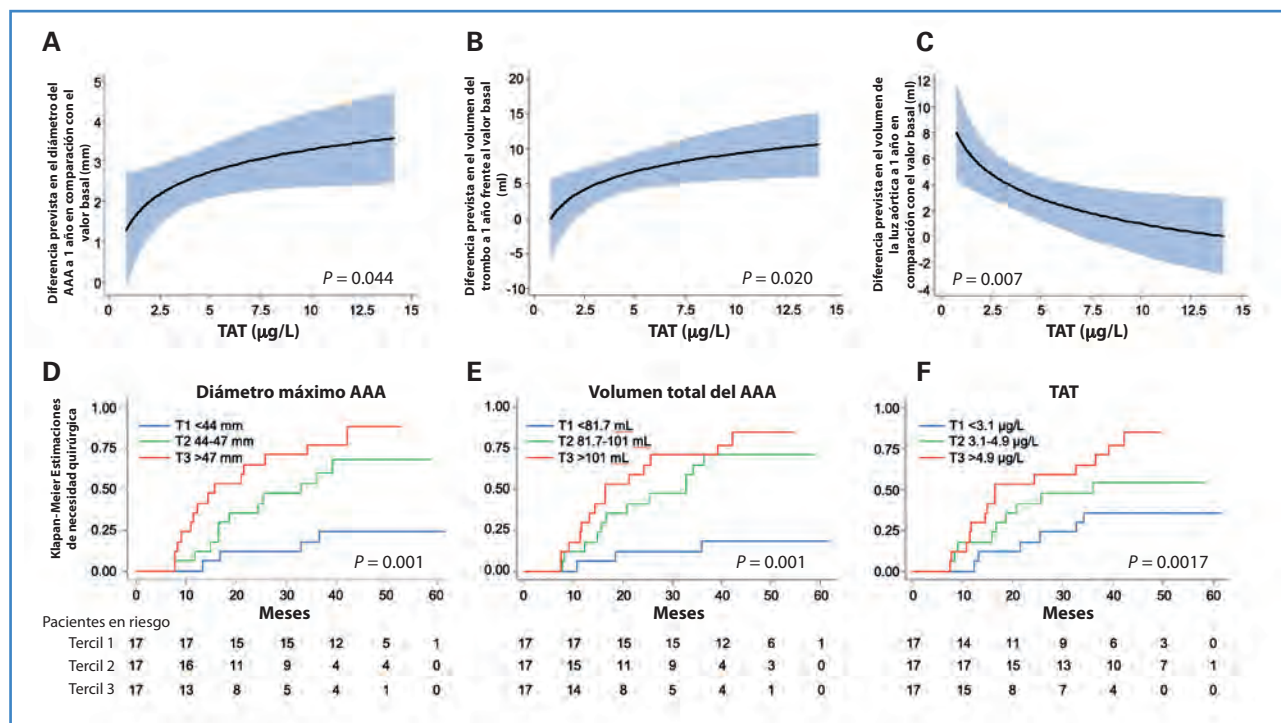 A
Diferencia prevista en el diámetro del
AAA a 1 año en comparación con el
valor basal (mm)
5
4
3
2
1
0
P = 0.044
0 2.5 5 7.5 10 12.5 15
TAT (µg/L)
B
Diferencia prevista en el volumen del
trombo a 1 año frente al valor basal
(ml)
20
15
10
5
0
-5
-10
P = 0.020
0 2.5 5 7.5 10 12.5 15
TAT (µg/L)
C
Diferencia prevista en el volumen de
la luz aórtica a 1 año en
comparación con el valor basal (ml)
12
10
8
6
4
2
0
-2
-4
P = 0.007
0 2.5 5 7.5 10 12.5 15
TAT (µg/L)
D
Diámetro máximo AAA
Klapan-Meier Estimaciones
de necesidad quirúrgica
1.00
0.75
0.50
0.25
0.00
T1 <44 mm
T2 44-47 mm
T3 >47 mm
P = 0.001
0 10 20 30 40 50 60
Meses
E
Volumen total del AAA
1.00
0.75
0.50
0.25
0.00
T1 <81.7 mL
T2 81.7-101 mL
T3 >101 mL
P = 0.001
0 10 20 30 40 50 60
Meses
F
TAT
1.00
0.75
0.50
0.25
0.00
T1 <3.1 µg/L
T2 3.1-4.9 µg/L
T3 >4.9 µg/L
P = 0.0017
0 10 20 30 40 50 60
Meses
Pacientes en riesgo
Tercil 1 17 17 15 15 12 5 1 17 17 15 15 12 6 1 17 14 11 9 6 3 0
Tercil 2 17 16 11 9 4 4 0 17 15 11 9 4 3 0 17 17 15 13 10 7 1
Tercil 3 17 13 8 5 4 1 0 17 14 8 5 4 1 0 17 15 8 7 4 0 0